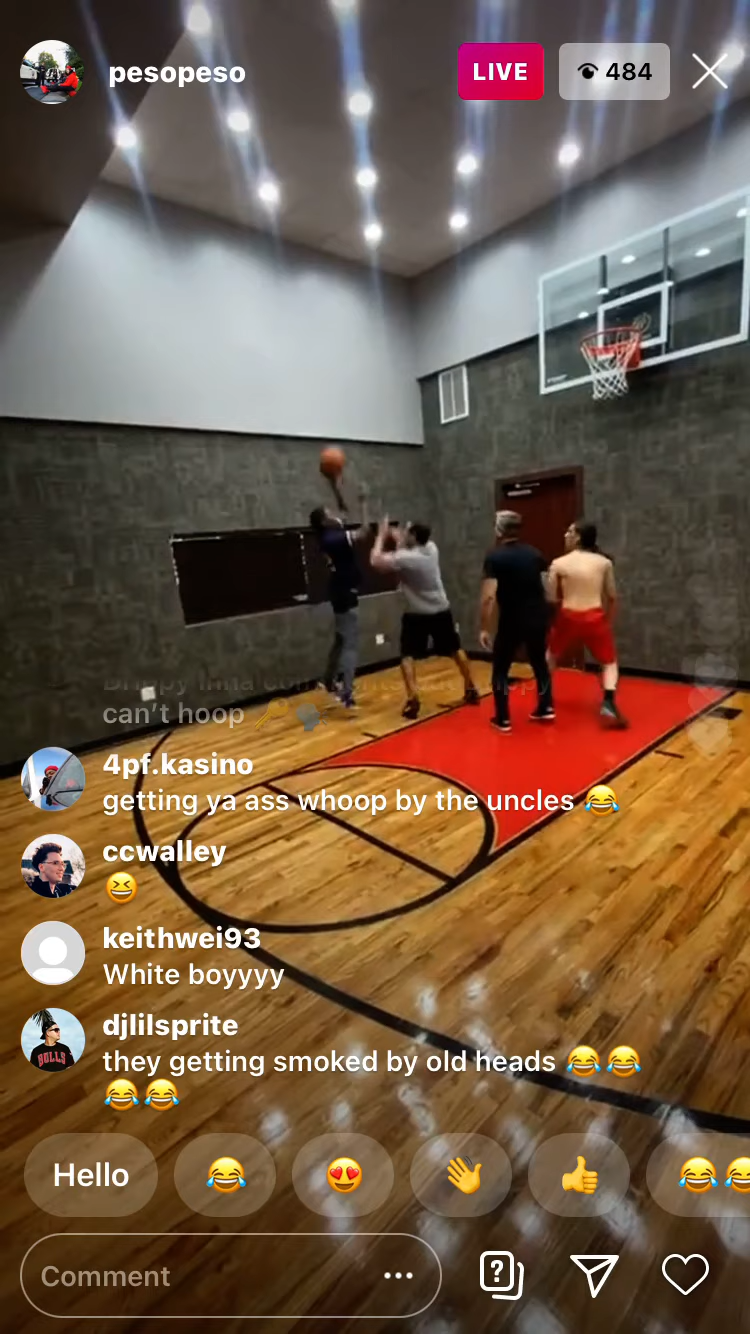 pesopeso
LIVE
484
can't hoop 🔑🗣
4pf.kasino
getting ya ass whoop by the uncles 😂
ccwalley
😆
keithwei93
White boyyyy
djlilsprite
they getting smoked by old heads 😂😂
😂😂
Hello 😂 😍 👋 👍 😂😂
Comment